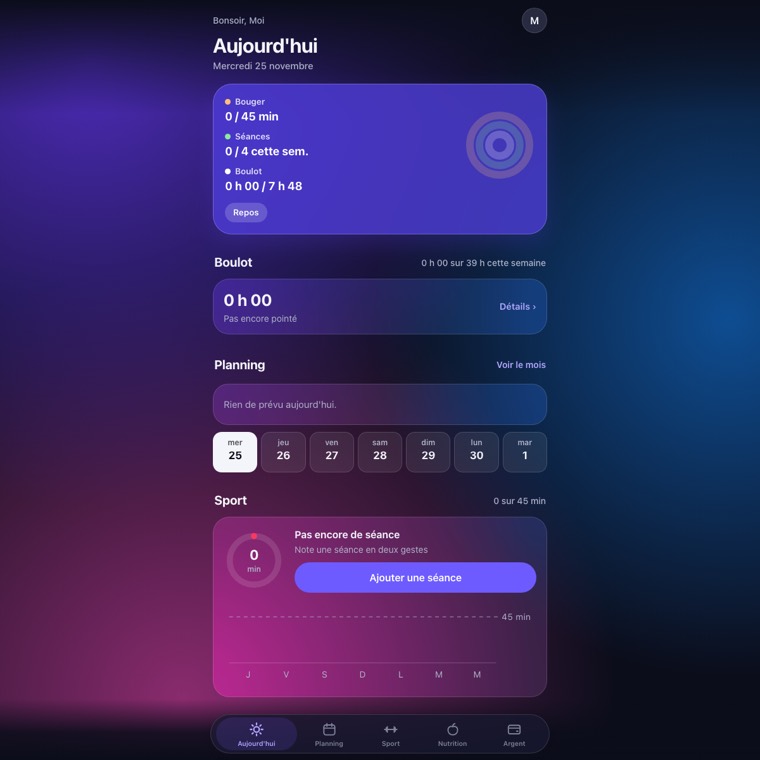 Bonsoir, Moi
M
Aujourd'hui
Mercredi 25 novembre
Bouger
0 / 45 min
Séances
0 / 4 cette sem.
Boulot
0 h 00 / 7 h 48
Repos
Boulot
0 h 00 sur 39 h cette semaine
0 h 00
Pas encore pointé
Détails ›
Planning
Voir le mois
Rien de prévu aujourd'hui.
mer jeu ven sam dim lun mar
25 26 27 28 29 30 1
Sport
0 sur 45 min
0
min
Pas encore de séance
Note une séance en deux gestes
Ajouter une séance
45 min
J V S D L M M
Aujourd'hui Planning Sport Nutrition Argent